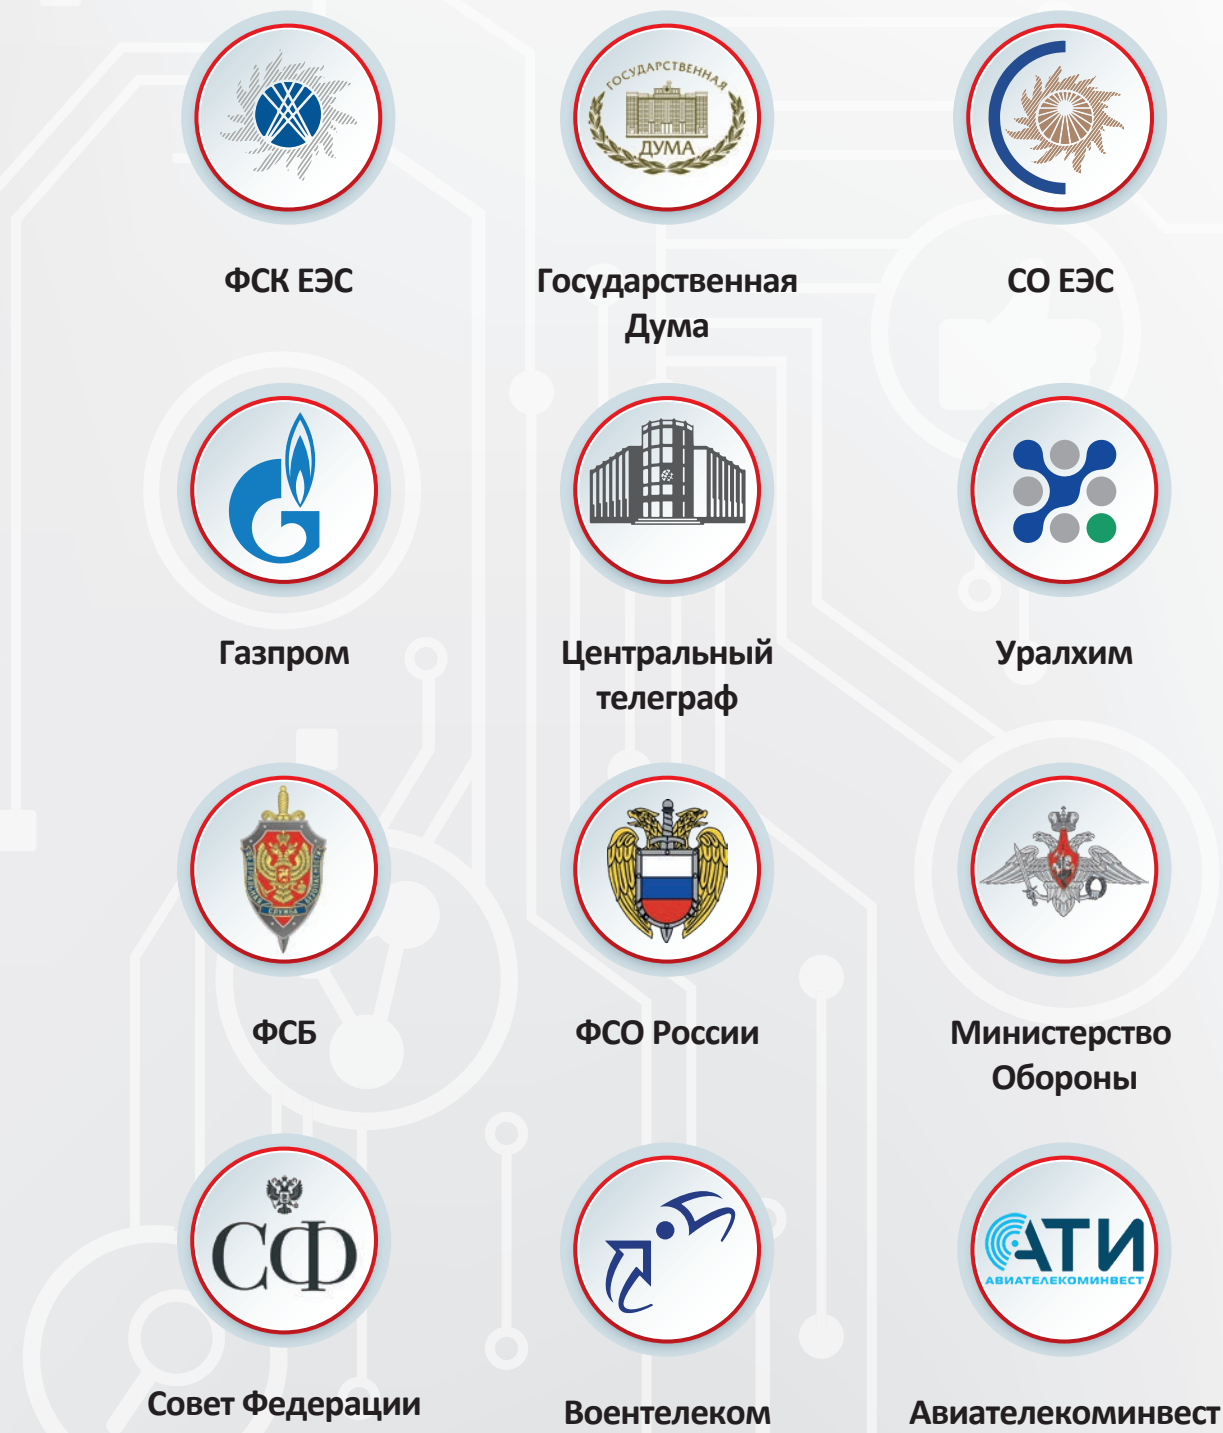 ГОСУДАРСТВЕННАЯ
ДУМА
ФСК ЕЭС
Государственная
Дума
СО ЕЭС
Газпром
Центральный
телеграф
Уралхим
СЛУЖБА
ФСБ
ФСО России
Министерство
Обороны
СФ
АТИ
АВИАТЕЛЕКОМИНВЕСТ
Совет Федерации
Воентелеком
Авиателекоминвест